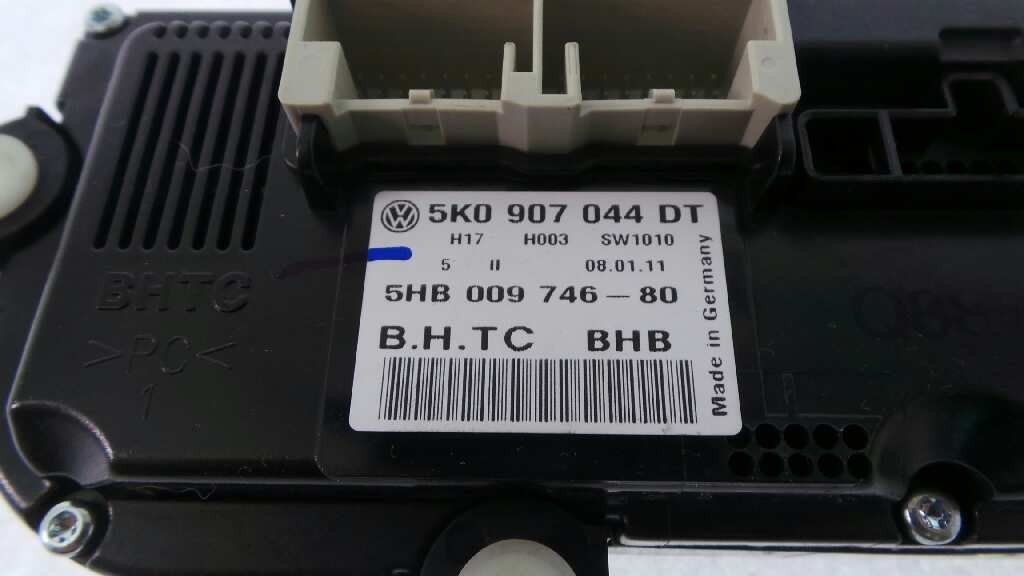 5K0 907 044 DT
H17 H003 SW1010
5 II 08.01.11
5HB 009 746-80
B.H.TC BHB
Made in Germany
BHTC
>PC<
1